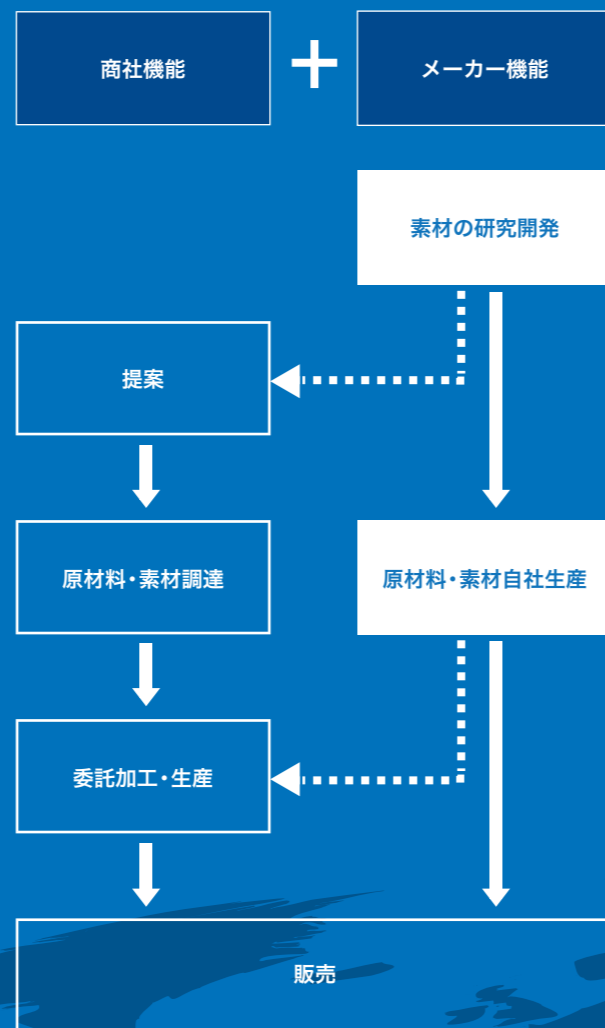 商社機能
+
メーカー機能
素材の研究開発
提案
原材料・素材調達
原材料・素材自社生産
委託加工・生産
販売